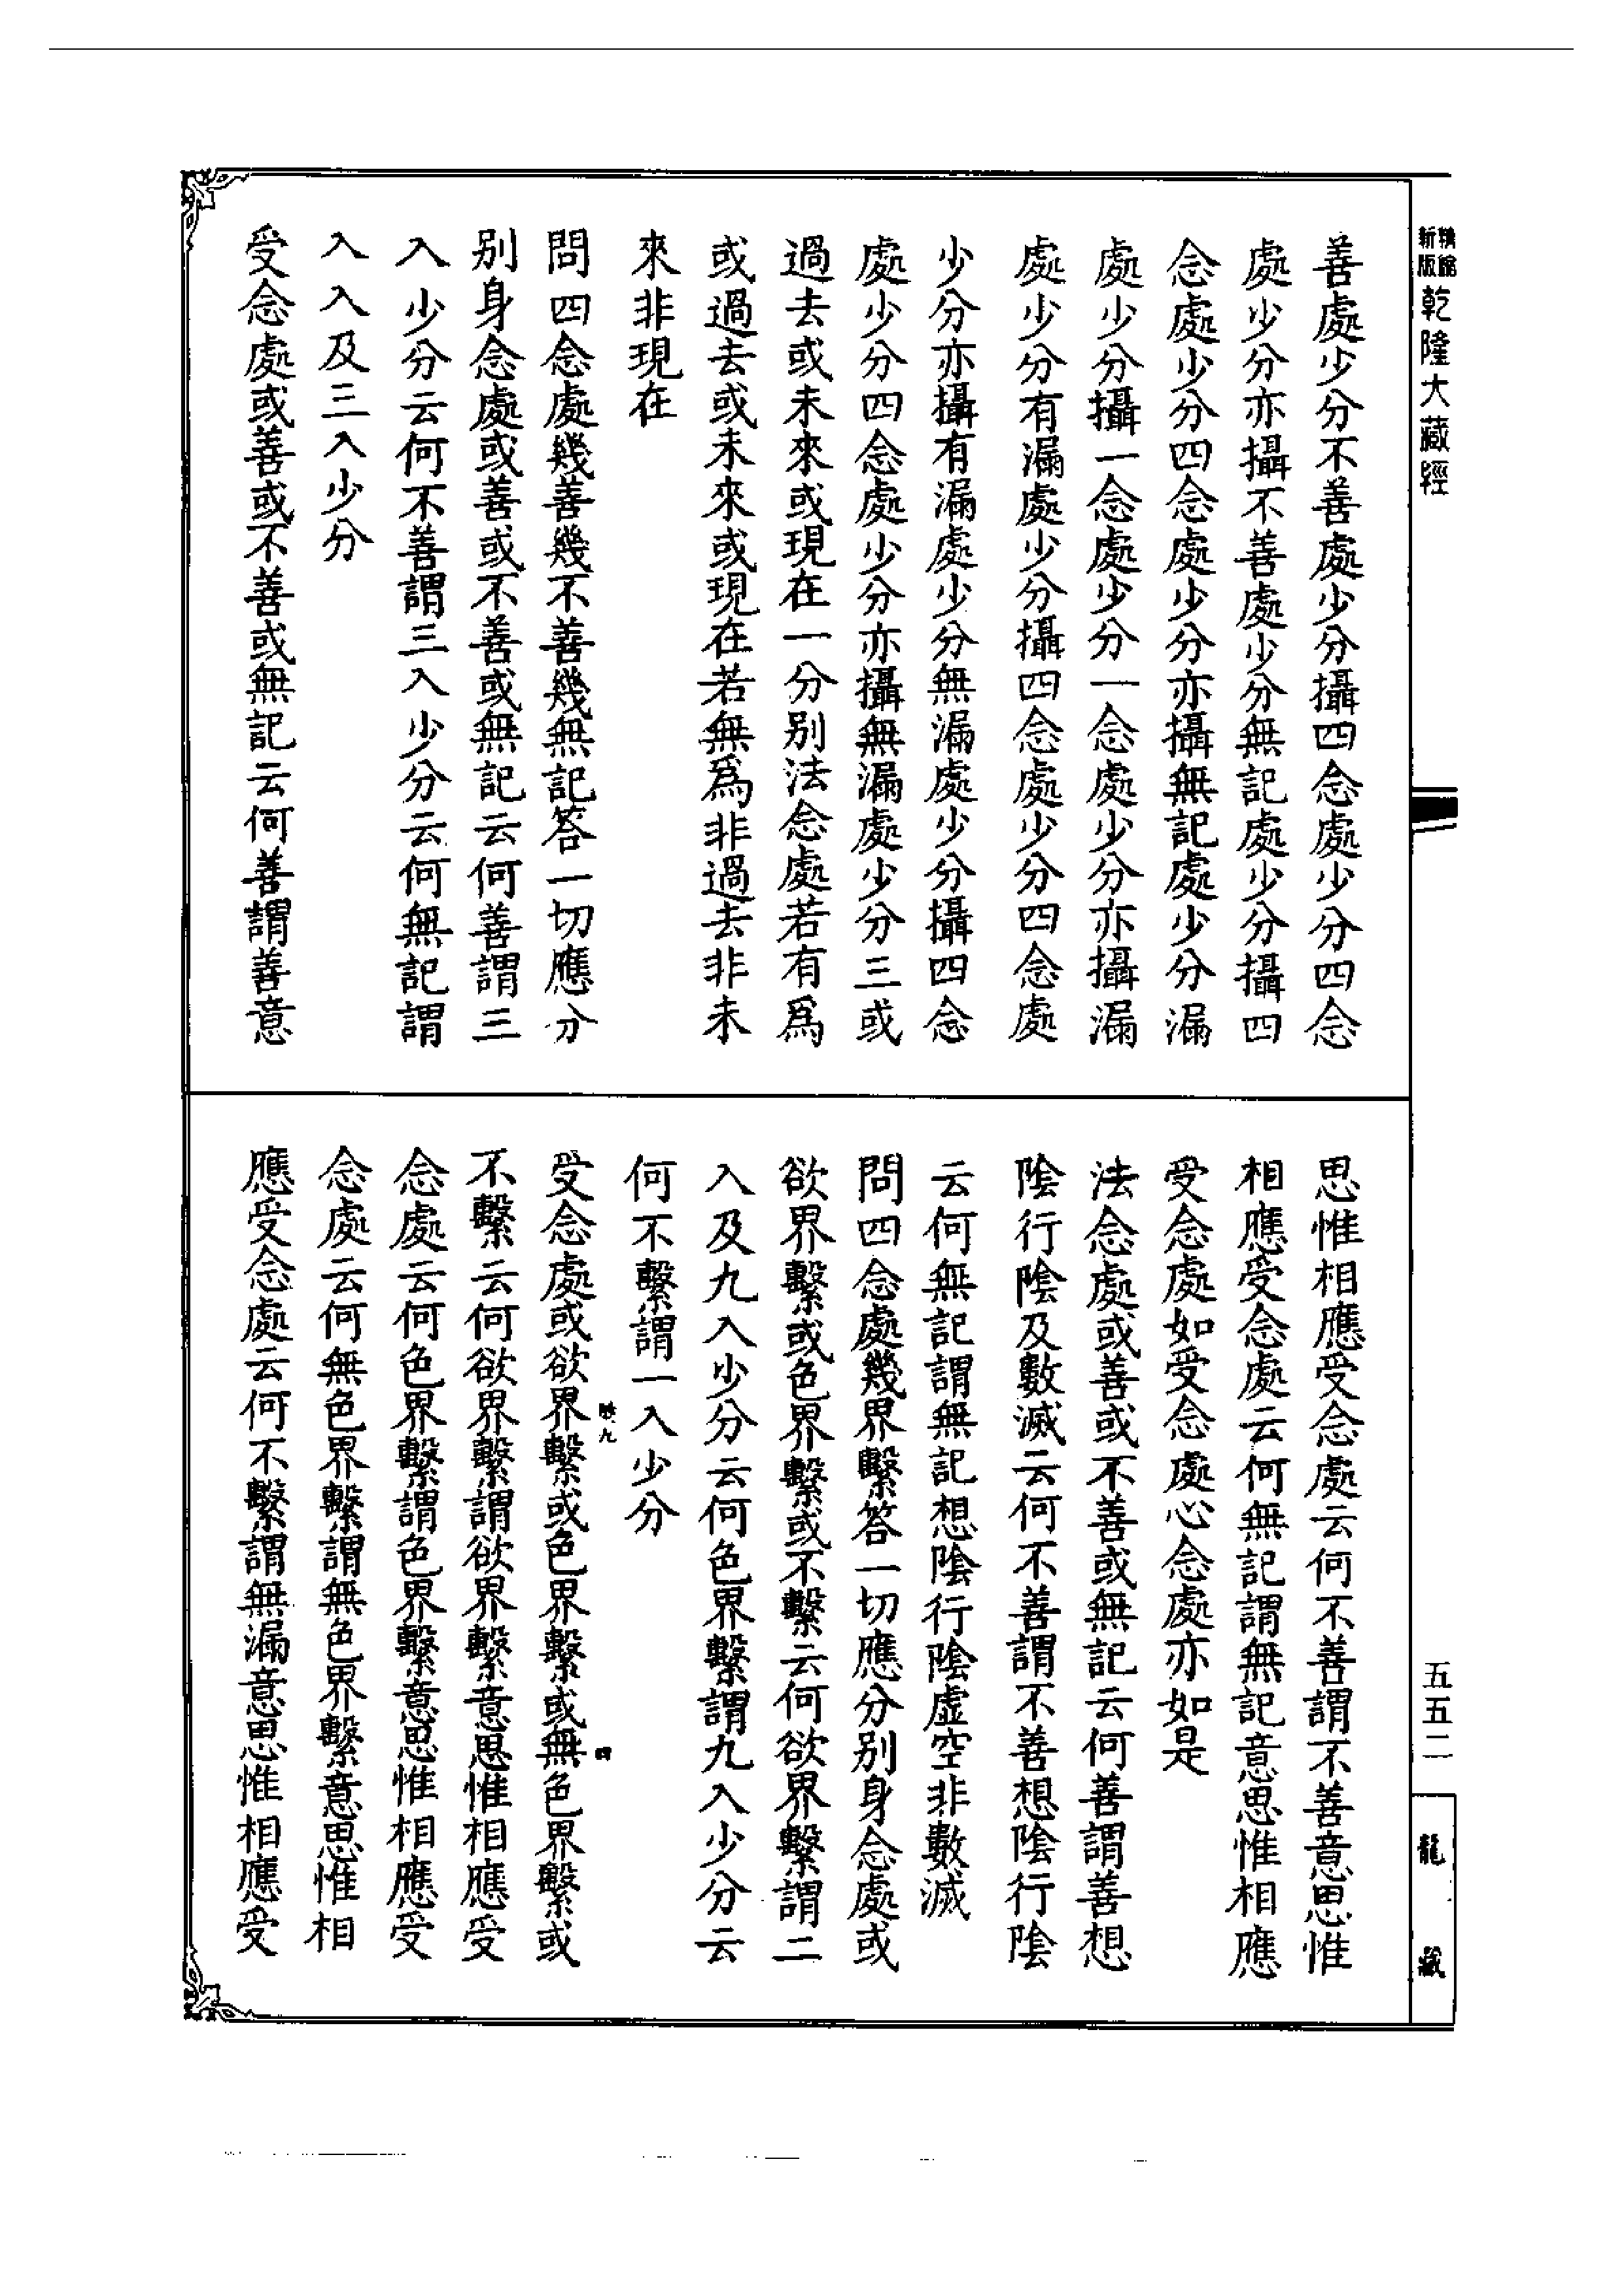 新版
乾隆大藏經
善處少分不善處少分攝四念處少分四念
處少分亦攝不善處少分無記處少分攝四
念處少分四念處少分亦攝無記處少分漏
處少分攝一念處少分一念處少分亦攝漏
處少分有漏處少分攝四念處少分四念處
少分亦攝有漏處少分無漏處少分攝四念
處少分四念處少分亦攝無漏處少分三或
過去或未來或現在一分别法念處若有爲
或過去或未來或現在若無爲非過去非未
來非現在
問四念處幾善幾不善幾無記答一切應分
别身念處或善或不善或無記云何善謂三
入少分云何不善謂三入少分云何無記謂
入入及三入少分
受念處或善或不善或無記云何善謂善意
思惟相應受念處云何不善謂不善意思惟
相應受念處云何無記謂無記意思惟相應
受念處如受念處心念處亦如是
法念處或善或不善或無記云何善謂善想
陰行陰及數滅云何不善謂不善想陰行陰
云何無記謂無記想陰行陰虛空非數滅
問四念處幾界繫答一切應分别身念處或
欲界繫或色界繫或不繫云何欲界繫謂二
入及九入少分云何色界繫謂九入少分云
何不繫謂一入少分
受念處或欲界繫或色界繫或無色界繫或
不繫云何欲界繫謂欲界繫意思惟相應受
念處云何色界繫謂色界繫意思惟相應受
念處云何無色界繫謂無色界繫意思惟相
應受念處云何不繫謂無漏意思惟相應受
五五二
龍藏